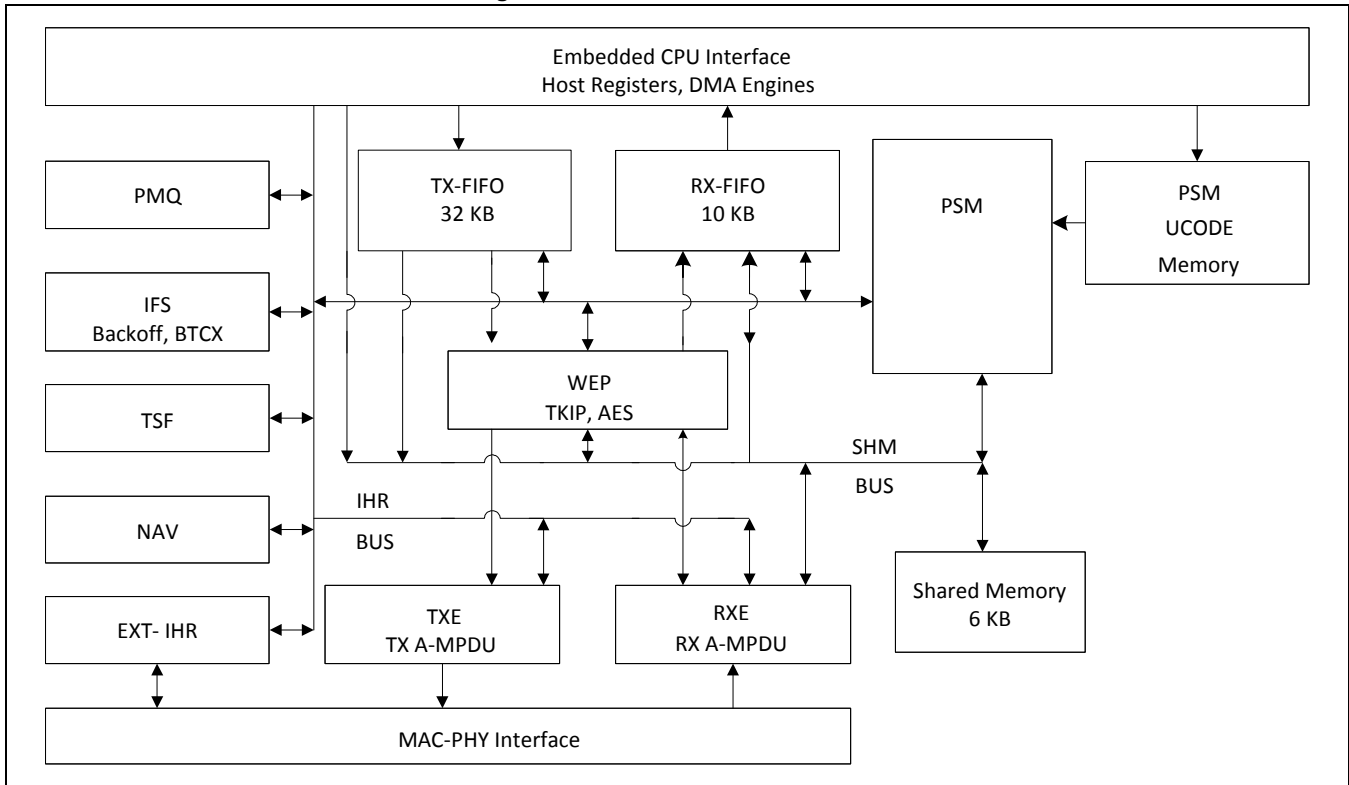 Embedded CPU Interface
Host Registers, DMA Engines
PMQ
TX-FIFO
32 KB
RX-FIFO
10 KB
PSM
PSM
UCODE
Memory
IFS
Backoff, BTCX
WEP
TKIP, AES
TSF
SHM
BUS
IHR
BUS
NAV
Shared Memory
6 KB
EXT- IHR
TXE
TX A-MPDU
RXE
RX A-MPDU
MAC-PHY Interface